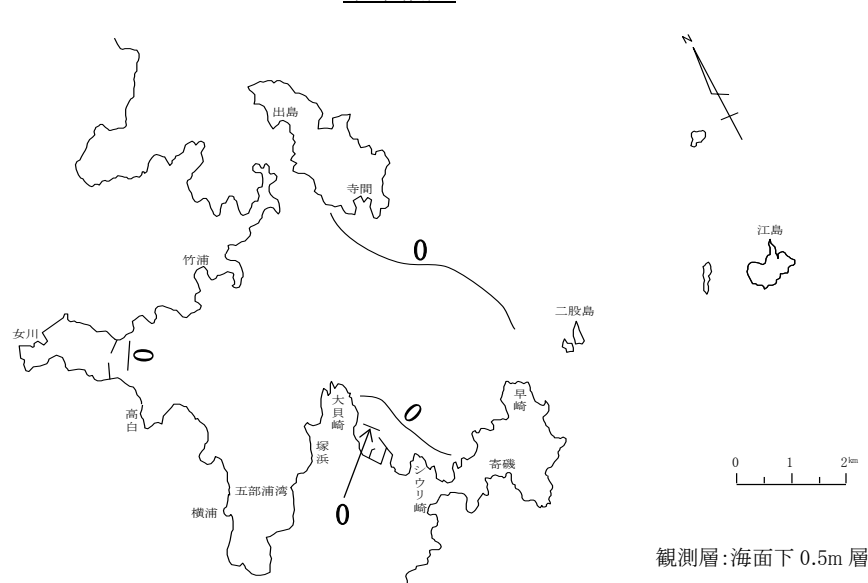 N
出島
寺間
0
江島
竹浦
二股島
女川
0
大貝崎
早崎
0
高白
塚浜
寄磯
0 1 2km
シウリ崎
五部浦湾
横浦
0
観測層:海面下 0.5m 層